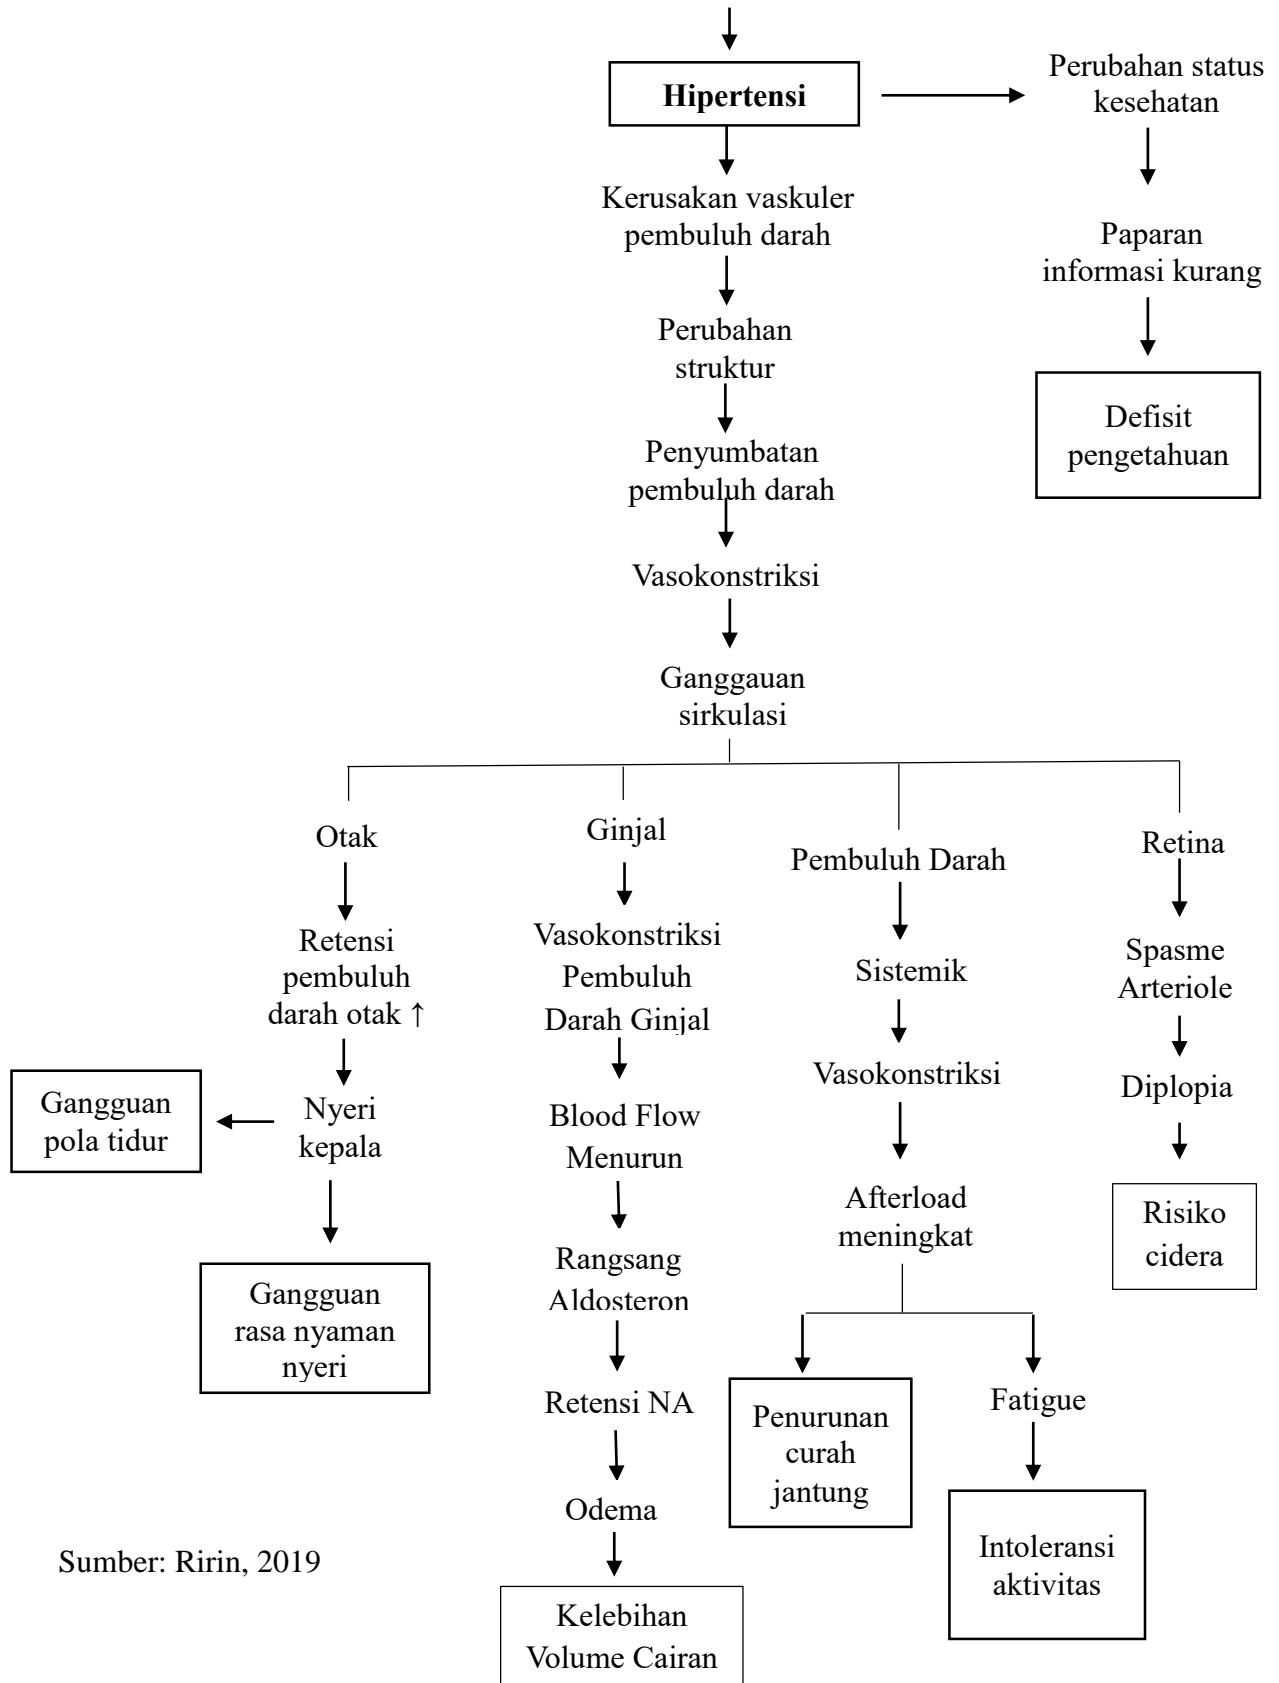 Hipertensi
Perubahan status
kesehatan
Kerusakan vaskuler
pembuluh darah
Paparan
informasi kurang
Perubahan
struktur
Defisit
pengetahuan
Penyumbatan
pembuluh darah
Vasokonstriksi
Ganggauan
sirkulasi
Otak
Retensi
pembuluh
darah otak ↑
Nyeri
kepala
Gangguan
pola tidur
Gangguan
rasa nyaman
nyeri
Ginjal
Vasokonstriksi
Pembuluh
Darah Ginjal
Blood Flow
Menurun
Rangsang
Aldosteron
Retensi NA
Odema
Kelebihan
Volume Cairan
Pembuluh Darah
Sistemik
Vasokonstriksi
Afterload
meningkat
Penurunan
curah
jantung
Fatigue
Intoleransi
aktivitas
Retina
Spasme
Arteriole
Diplopia
Risiko
cidera
Sumber: Ririn, 2019